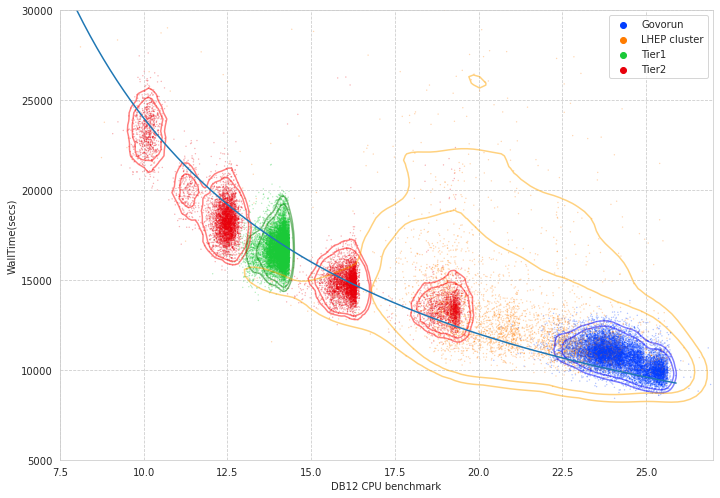 30000
25000
20000
15000
10000
5000
WallTime(secs)
7.5 10.0 12.5 15.0 17.5 20.0 22.5 25.0
DB12 CPU benchmark
Govorun
LHEP cluster
Tier1
Tier2